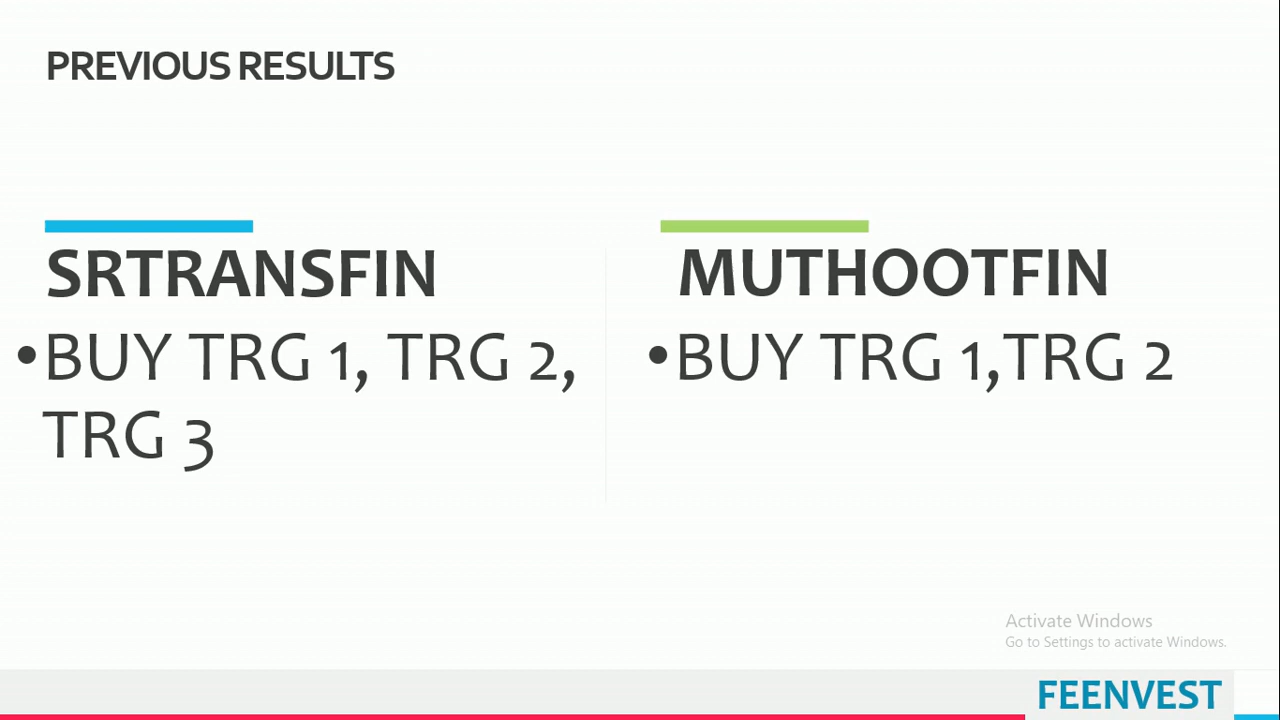 PREVIOUS RESULTS
SRTRANSFIN
•BUY TRG 1, TRG 2,
TRG 3
MUTHOOTFIN
•BUY TRG 1,TRG 2
Activate Windows
Go to Settings to activate Windows.
FEENVEST